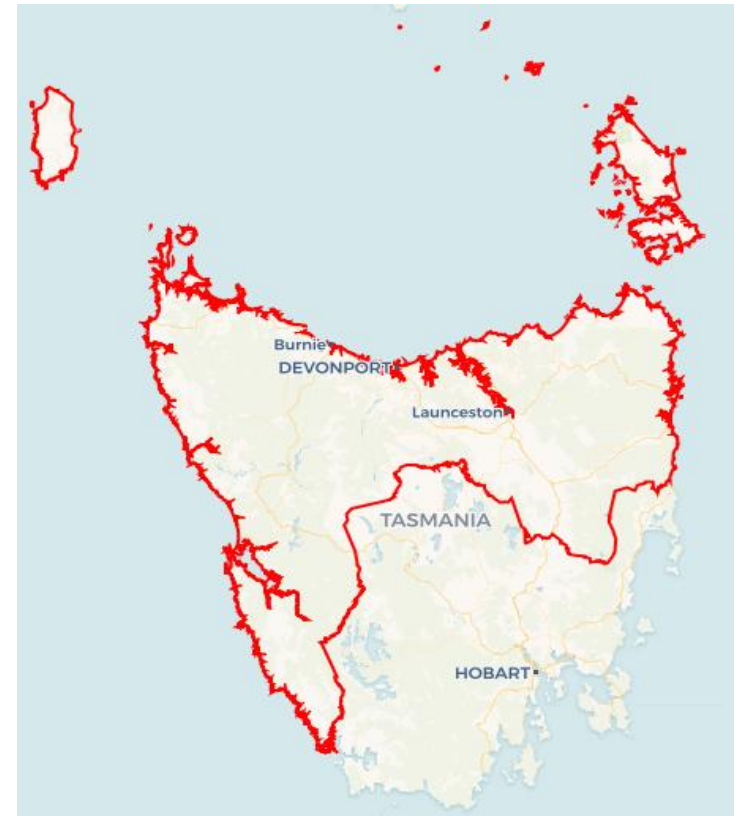 Burnie
DEVONPORT
Launceston
TASMANIA
HOBART